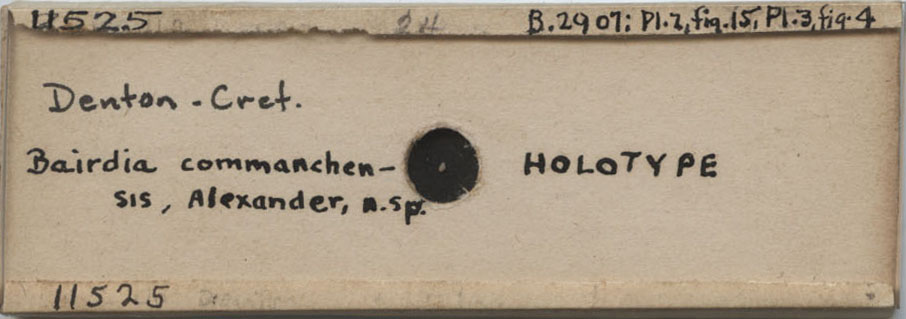 11525 B.2907: Pl.2, fig.15; Pl.3, fig.4
Denton - Cret.
Bairdia commanchen-
sis, Alexander, n.sp.
HOLOTYPE
11525